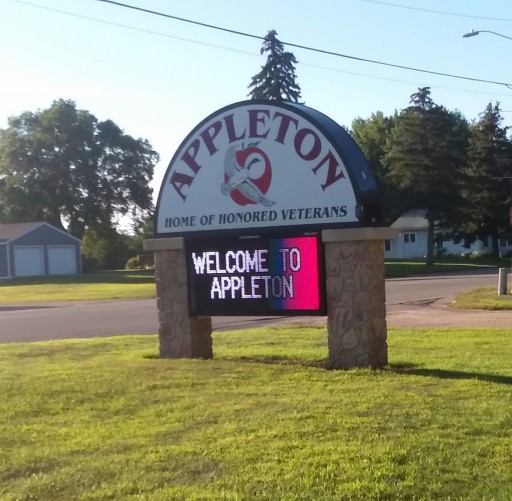 APPLETON
HOME OF HONORED VETERANS
WELCOME TO
APPLETON